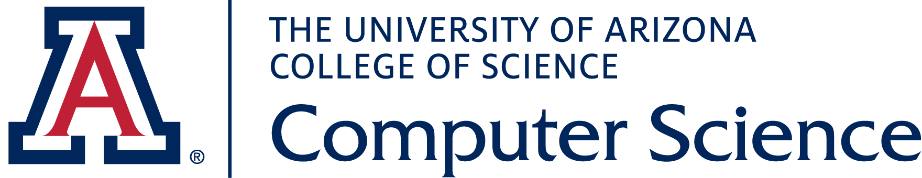 A®
THE UNIVERSITY OF ARIZONA
COLLEGE OF SCIENCE
Computer Science